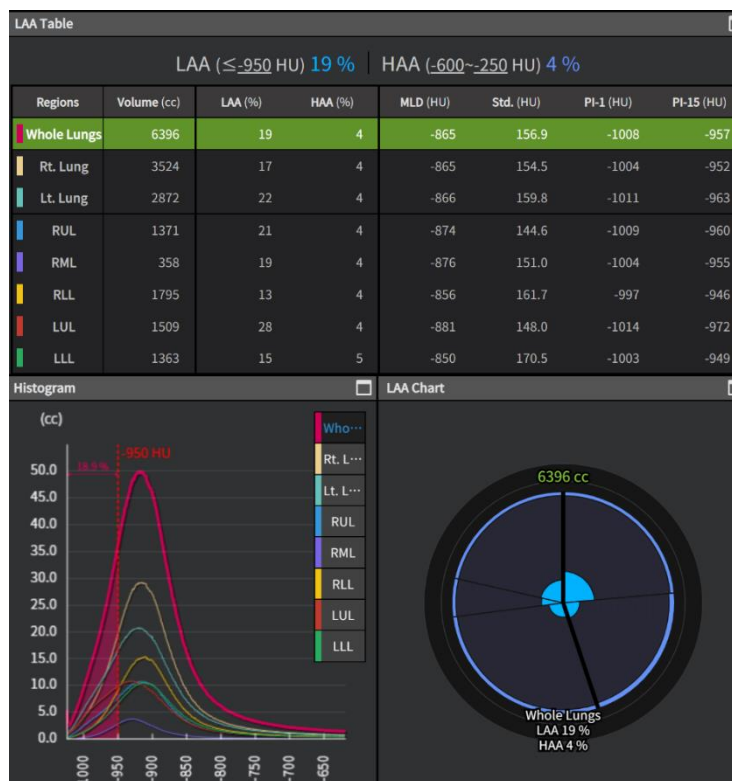 LAA Table
LAA (≤-950 HU) 19 % HAA (-600~-250 HU) 4 %
Regions Volume (cc) LAA (%) HAA (%) MLD (HU) Std. (HU) PI-1 (HU) PI-15 (HU)
Whole Lungs 6396 19 4 -865 156.9 -1008 -957
Rt. Lung 3524 17 4 -865 154.5 -1004 -952
Lt. Lung 2872 22 4 -866 159.8 -1011 -963
RUL 1371 21 4 -874 144.6 -1009 -960
RML 358 19 4 -876 151.0 -1004 -955
RLL 1795 13 4 -856 161.7 -997 -946
LUL 1509 28 4 -881 148.0 -1014 -972
LLL 1363 15 5 -850 170.5 -1003 -949
Histogram
(cc)
-950 HU
18.9 %
50.0
45.0
40.0
35.0
30.0
25.0
20.0
15.0
10.0
5.0
0.0
-1000 -950 -900 -850 -800 -750 -700 -650
Who···
Rt. L···
Lt. L···
RUL
RML
RLL
LUL
LLL
LAA Chart
6396 cc
Whole Lungs
LAA 19 %
HAA 4 %